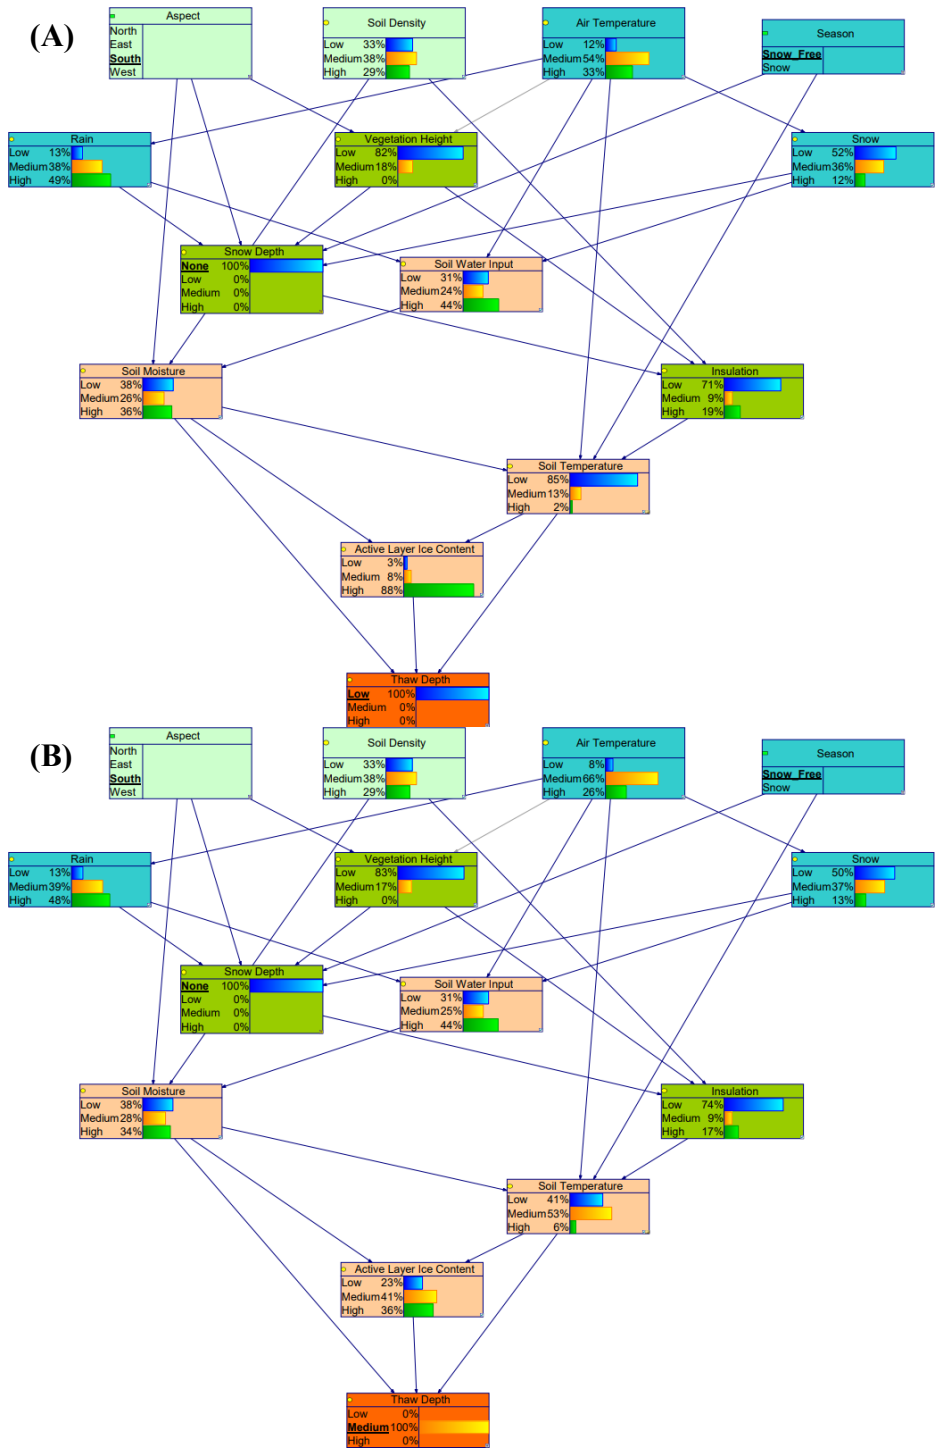 (A)
Aspect
North
East
South
West
Soil Density
Low 33%
Medium 38%
High 29%
Air Temperature
Low 12%
Medium 54%
High 33%
Season
Snow_Free
Snow
Rain
Low 13%
Medium 38%
High 49%
Vegetation Height
Low 82%
Medium 18%
High 0%
Snow
Low 52%
Medium 36%
High 12%
Snow Depth
None 100%
Low 0%
Medium 0%
High 0%
Soil Water Input
Low 31%
Medium 24%
High 44%
Soil Moisture
Low 38%
Medium 26%
High 36%
Insulation
Low 71%
Medium 9%
High 19%
Soil Temperature
Low 85%
Medium 13%
High 2%
Active Layer Ice Content
Low 3%
Medium 8%
High 88%
Thaw Depth
Low 100%
Medium 0%
High 0%
(B)
Aspect
North
East
South
West
Soil Density
Low 33%
Medium 38%
High 29%
Air Temperature
Low 8%
Medium 66%
High 26%
Season
Snow_Free
Snow
Rain
Low 13%
Medium 39%
High 48%
Vegetation Height
Low 83%
Medium 17%
High 0%
Snow
Low 50%
Medium 37%
High 13%
Snow Depth
None 100%
Low 0%
Medium 0%
High 0%
Soil Water Input
Low 31%
Medium 25%
High 44%
Soil Moisture
Low 38%
Medium 28%
High 34%
Insulation
Low 74%
Medium 9%
High 17%
Soil Temperature
Low 41%
Medium 53%
High 6%
Active Layer Ice Content
Low 23%
Medium 41%
High 36%
Thaw Depth
Low 0%
Medium 100%
High 0%